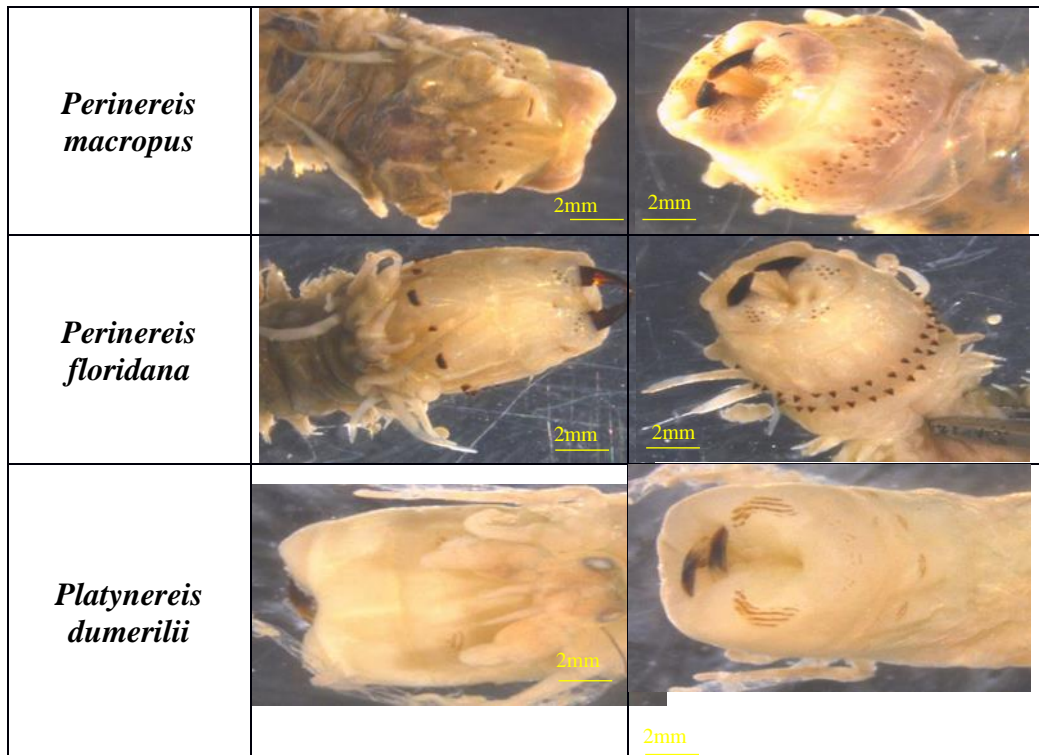 Perinereis
macropus
2mm
2mm
Perinereis
floridana
2mm
2mm
Platynereis
dumerilii
2mm
2mm